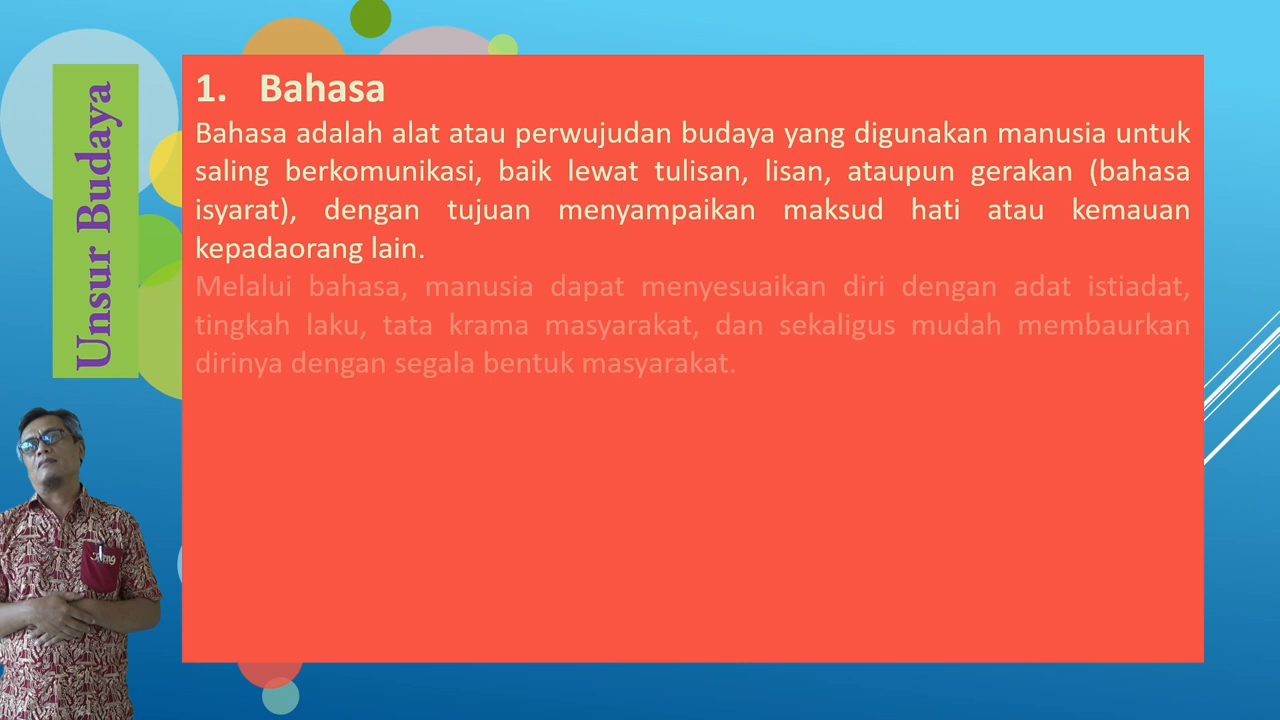 Unsur Budaya
1. Bahasa
Bahasa adalah alat atau perwujudan budaya yang digunakan manusia untuk
saling berkomunikasi, baik lewat tulisan, lisan, ataupun gerakan (bahasa
isyarat), dengan tujuan menyampaikan maksud hati atau kemauan
kepadaorang lain.
Melalui bahasa, manusia dapat menyesuaikan diri dengan adat istiadat,
tingkah laku, tata krama masyarakat, dan sekaligus mudah membaurkan
dirinya dengan segala bentuk masyarakat.